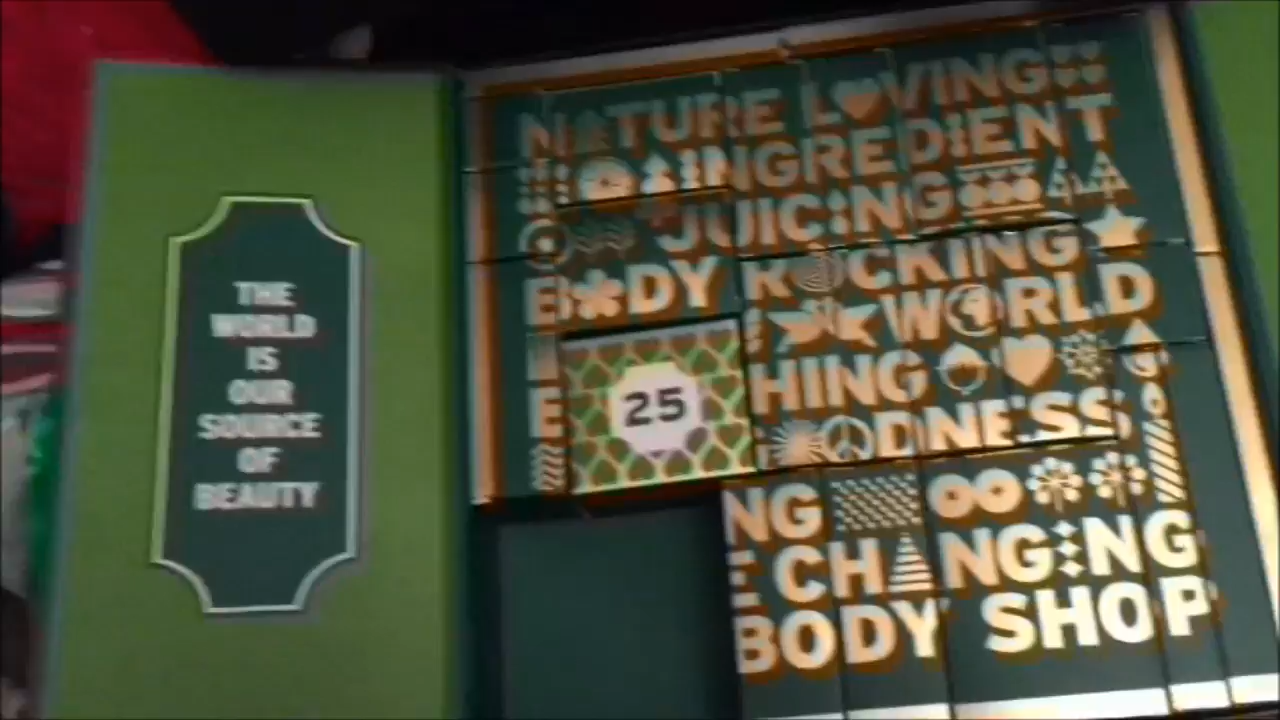 THE
WORLD
IS
OUR
SOURCE
OF
BEAUTY
NATURE LOVING
INGREDIENT
JUICING
BODY ROCKING
WORLD
HING
25
DNESS
NG
E CHANGING
BODY SHOP